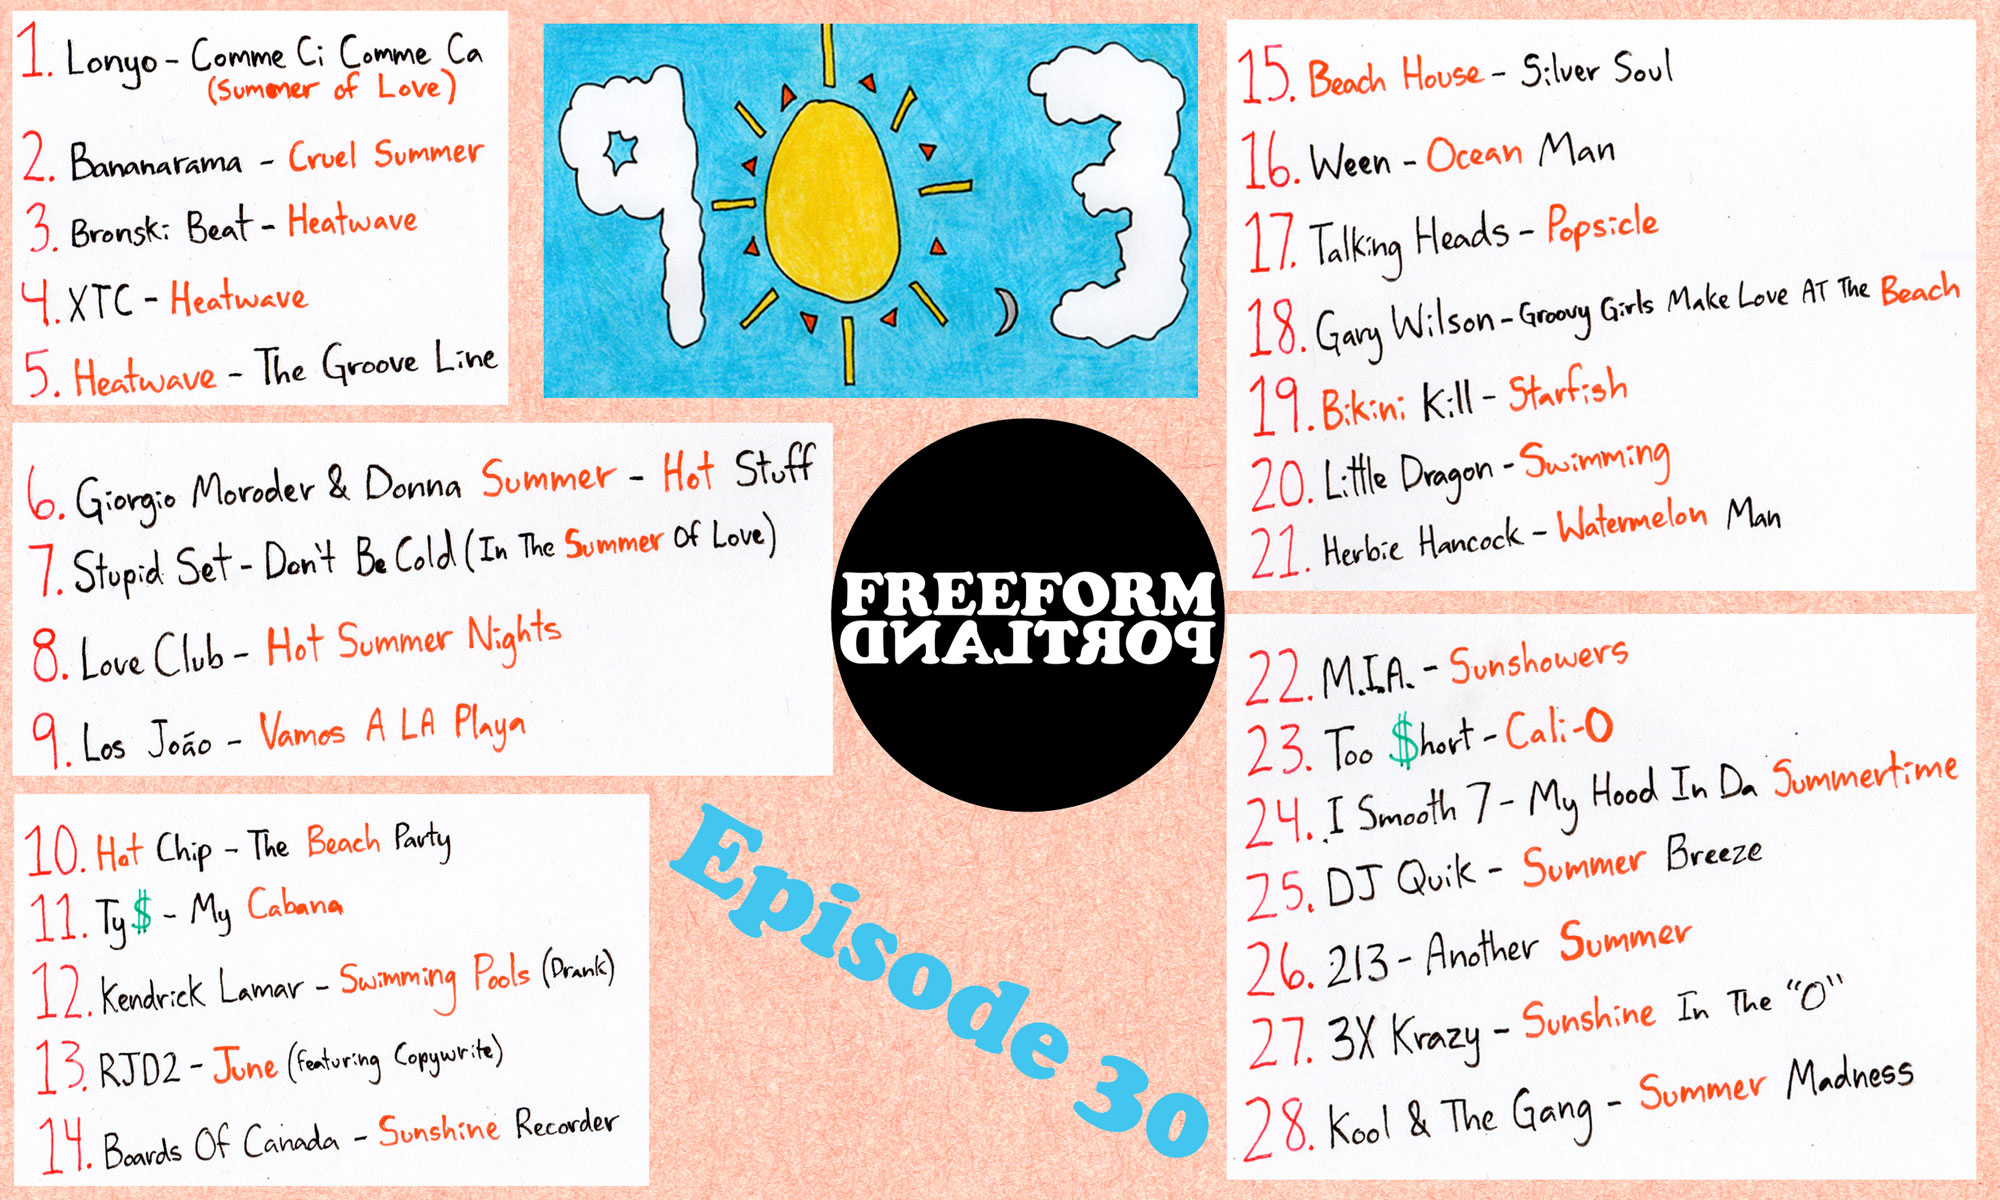 1. Lonyo - Comme Ci Comme Ca
(Summer of Love)
2. Bananarama - Cruel Summer
3. Bronski Beat - Heatwave
4. XTC - Heatwave
5. Heatwave - The Groove Line
6. Giorgio Moroder & Donna Summer - Hot Stuff
7. Stupid Set - Don't Be Cold (In The Summer Of Love)
8. Love Club - Hot Summer Nights
9. Los João - Vamos A LA Playa
10. Hot Chip - The Beach Party
11. Ty$ - My Cabana
12. Kendrick Lamar - Swimming Pools (Drank)
13. RJD2 - June (featuring Copywrite)
14. Boards Of Canada - Sunshine Recorder
9 3
FREEFORM
PORTLAND
Episode 30
15. Beach House - Silver Soul
16. Ween - Ocean Man
17. Talking Heads - Popsicle
18. Gary Wilson - Groovy Girls Make Love AT The Beach
19. Bikini Kill - Starfish
20. Little Dragon - Swimming
21. Herbie Hancock - Watermelon Man
22. M.I.A. - Sunshowers
23. Too $hort - Cali-O
24. I Smooth 7 - My Hood In Da Summertime
25. DJ Quik - Summer Breeze
26. 213 - Another Summer
27. 3X Krazy - Sunshine In The "O"
28. Kool & The Gang - Summer Madness